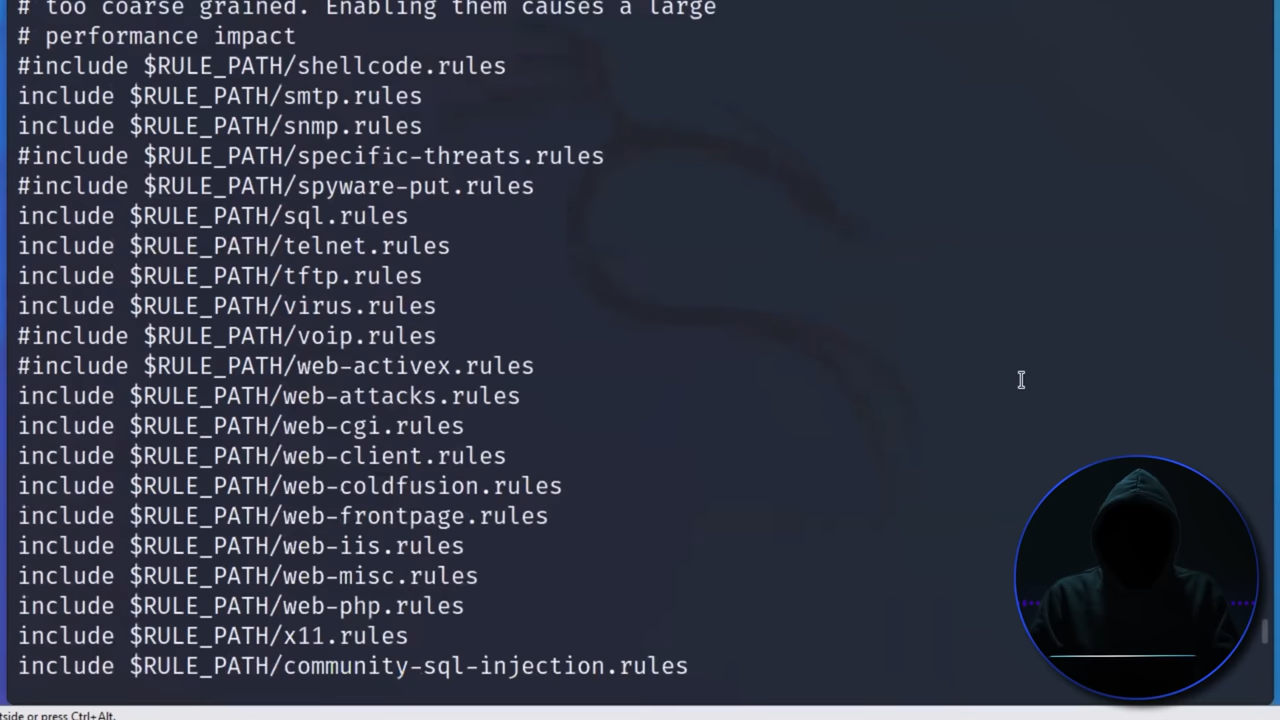 # too coarse grained. Enabling them causes a large
# performance impact
#include $RULE_PATH/shellcode.rules
include $RULE_PATH/smtp.rules
include $RULE_PATH/snmp.rules
#include $RULE_PATH/specific-threats.rules
#include $RULE_PATH/spyware-put.rules
include $RULE_PATH/sql.rules
include $RULE_PATH/telnet.rules
include $RULE_PATH/tftp.rules
include $RULE_PATH/virus.rules
#include $RULE_PATH/voip.rules
#include $RULE_PATH/web-activex.rules
include $RULE_PATH/web-attacks.rules
include $RULE_PATH/web-cgi.rules
include $RULE_PATH/web-client.rules
include $RULE_PATH/web-coldfusion.rules
include $RULE_PATH/web-frontpage.rules
include $RULE_PATH/web-iis.rules
include $RULE_PATH/web-misc.rules
include $RULE_PATH/web-php.rules
include $RULE_PATH/x11.rules
include $RULE_PATH/community-sql-injection.rules
tside or press Ctrl+Alt.